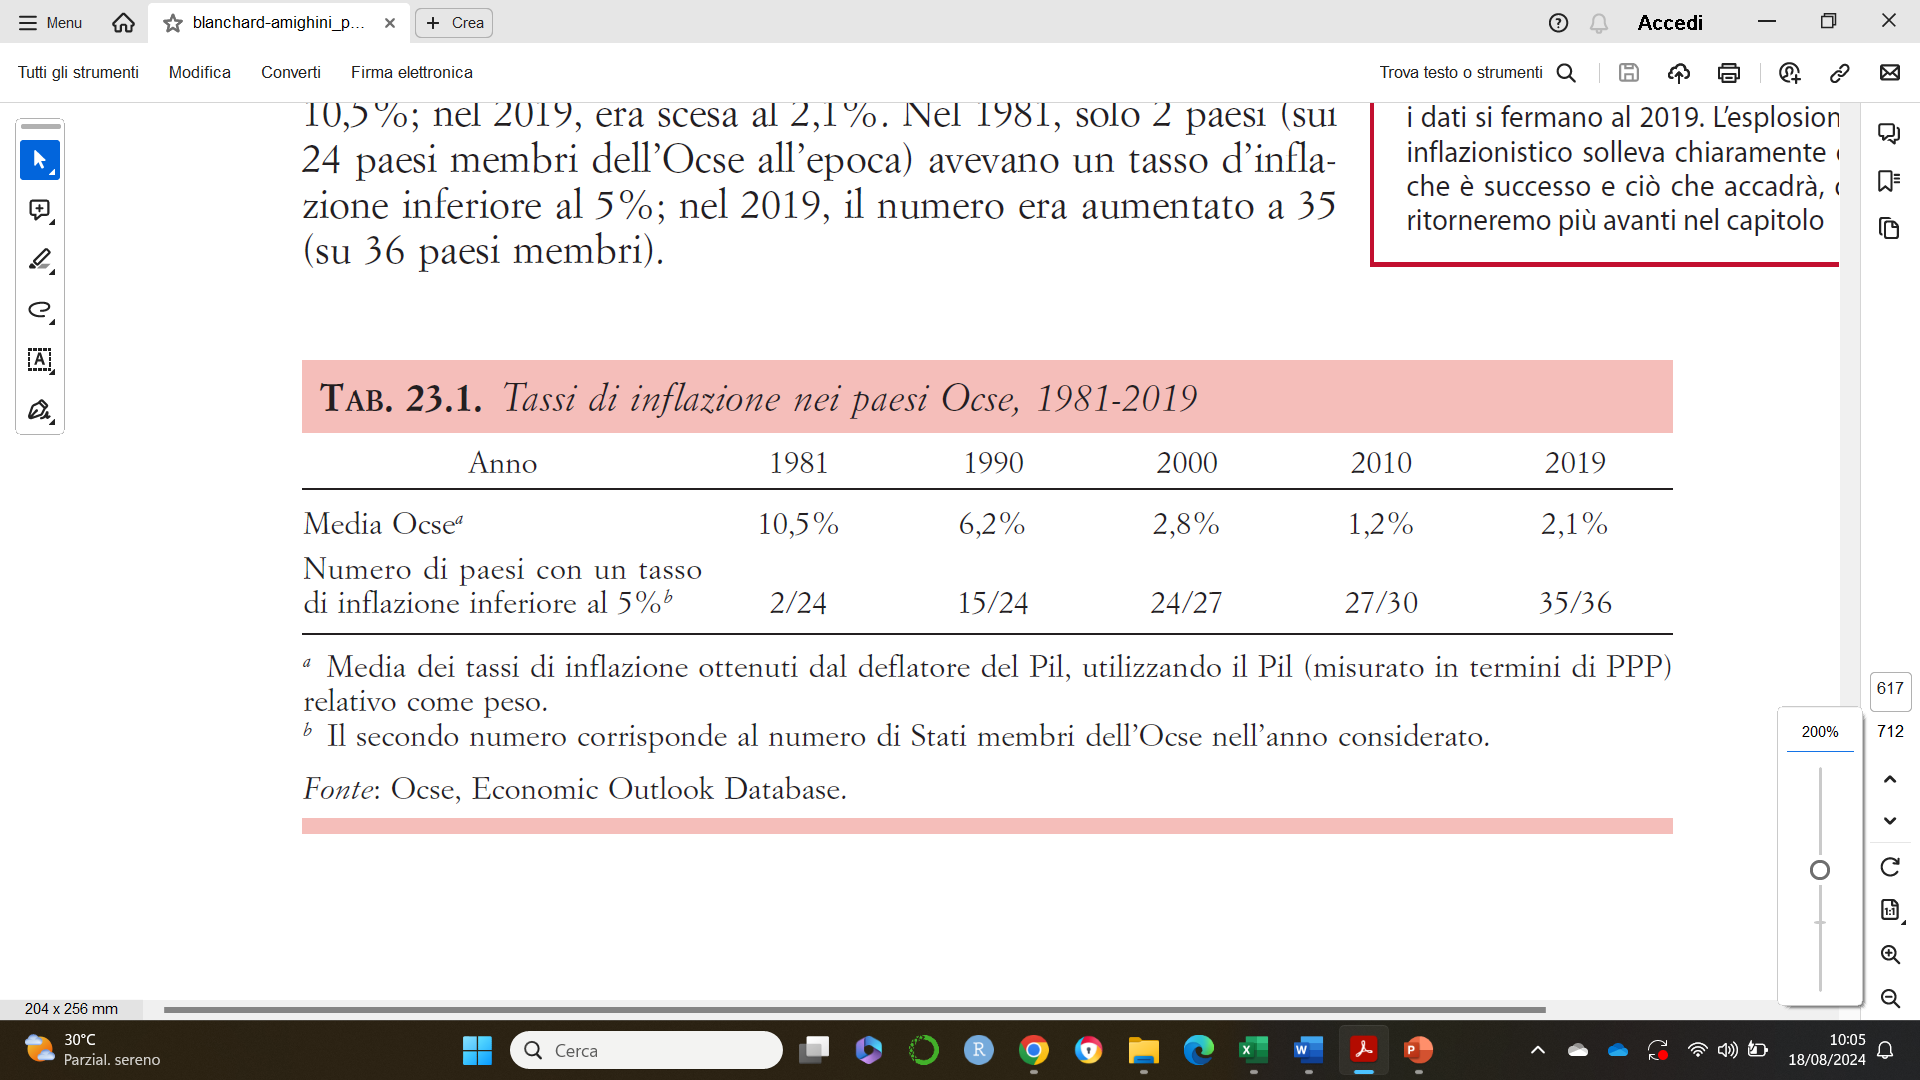 Menu
blanchard-amighini_p...
Crea
Accedi
Tutti gli strumenti
Modifica
Converti
Firma elettronica
Trova testo o strumenti
10,5%; nel 2019, era scesa al 2,1%. Nel 1981, solo 2 paesi (sui
24 paesi membri dell’Ocse all’epoca) avevano un tasso d’infla-
zione inferiore al 5%; nel 2019, il numero era aumentato a 35
(su 36 paesi membri).
i dati si fermano al 2019. L’esplosion
inflazionistico solleva chiaramente
che è successo e ciò che accadrà,
ritorneremo più avanti nel capitolo
TAB. 23.1. Tassi di inflazione nei paesi Ocse, 1981-2019
Anno 1981 1990 2000 2010 2019
Media Ocseᵃ 10,5% 6,2% 2,8% 1,2% 2,1%
Numero di paesi con un tasso
di inflazione inferiore al 5%ᵇ 2/24 15/24 24/27 27/30 35/36
ᵃ Media dei tassi di inflazione ottenuti dal deflatore del Pil, utilizzando il Pil (misurato in termini di PPP)
relativo come peso.
ᵇ Il secondo numero corrisponde al numero di Stati membri dell’Ocse nell’anno considerato.
Fonte: Ocse, Economic Outlook Database.
617
712
200%
1:1
204 x 256 mm
30°C
Parzial. sereno
Cerca
10:05
18/08/2024